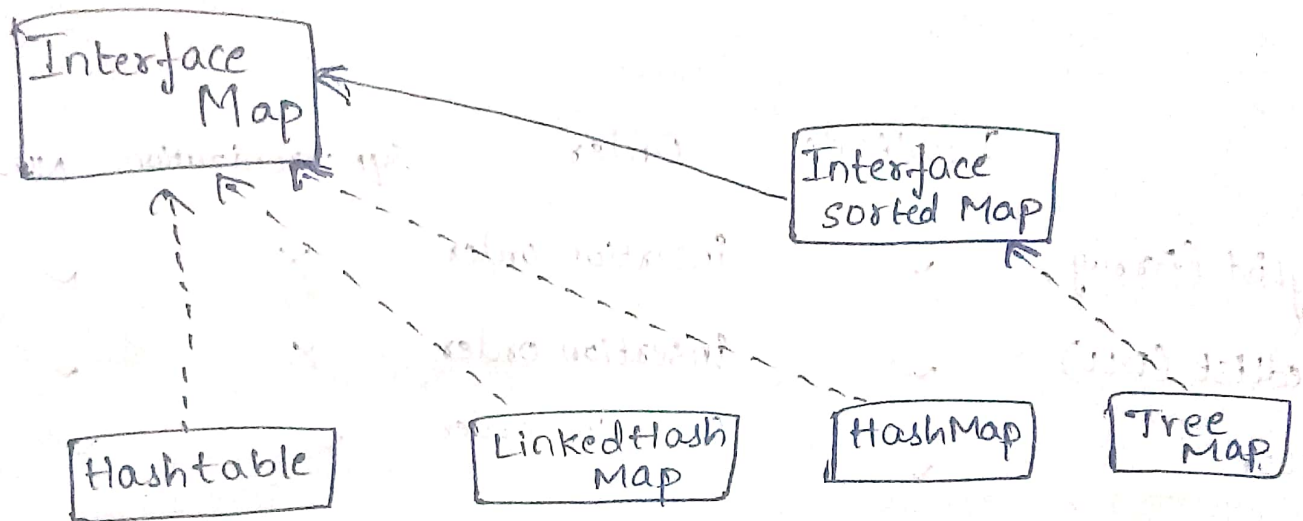 Interface
Map
Interface
sorted Map
Hashtable
LinkedHash
Map
HashMap
Tree
Map